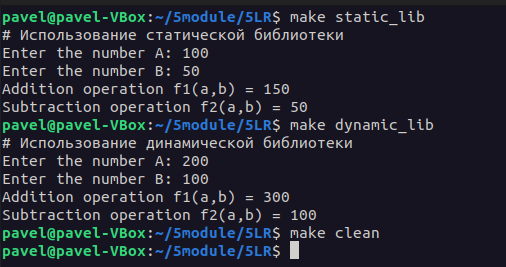 pavel@pavel-VBox:~/5module/5LR$ make static_lib
# Использование статической библиотеки
Enter the number A: 100
Enter the number B: 50
Addition operation f1(a,b) = 150
Subtraction operation f2(a,b) = 50
pavel@pavel-VBox:~/5module/5LR$ make dynamic_lib
# Использование динамической библиотеки
Enter the number A: 200
Enter the number B: 100
Addition operation f1(a,b) = 300
Subtraction operation f2(a,b) = 100
pavel@pavel-VBox:~/5module/5LR$ make clean
pavel@pavel-VBox:~/5module/5LR$